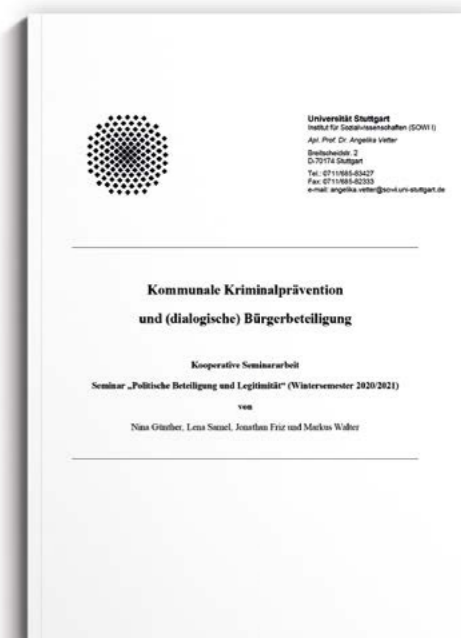 Universität Stuttgart
Institut für Sozialwissenschaften (SOWI I)
Apl. Prof. Dr. Angelika Vetter
Breitscheidstr. 2
D-70174 Stuttgart
Tel.: 0711/685-83427
Fax: 0711/685-82333
e-mail: angelika.vetter@sowi.uni-stuttgart.de
Kommunale Kriminalprävention
und (dialogische) Bürgerbeteiligung
Kooperative Seminararbeit
Seminar „Politische Beteiligung und Legitimität“ (Wintersemester 2020/2021)
von
Nina Günther, Lena Samel, Jonathan Friz und Markus Walter